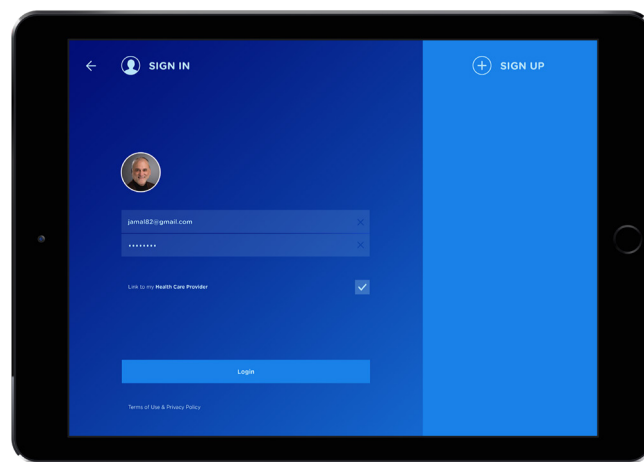 SIGN IN
SIGN UP
jamal82@gmail.com
••••••••
Link to my Health Care Provider
Login
Terms of Use & Privacy Policy